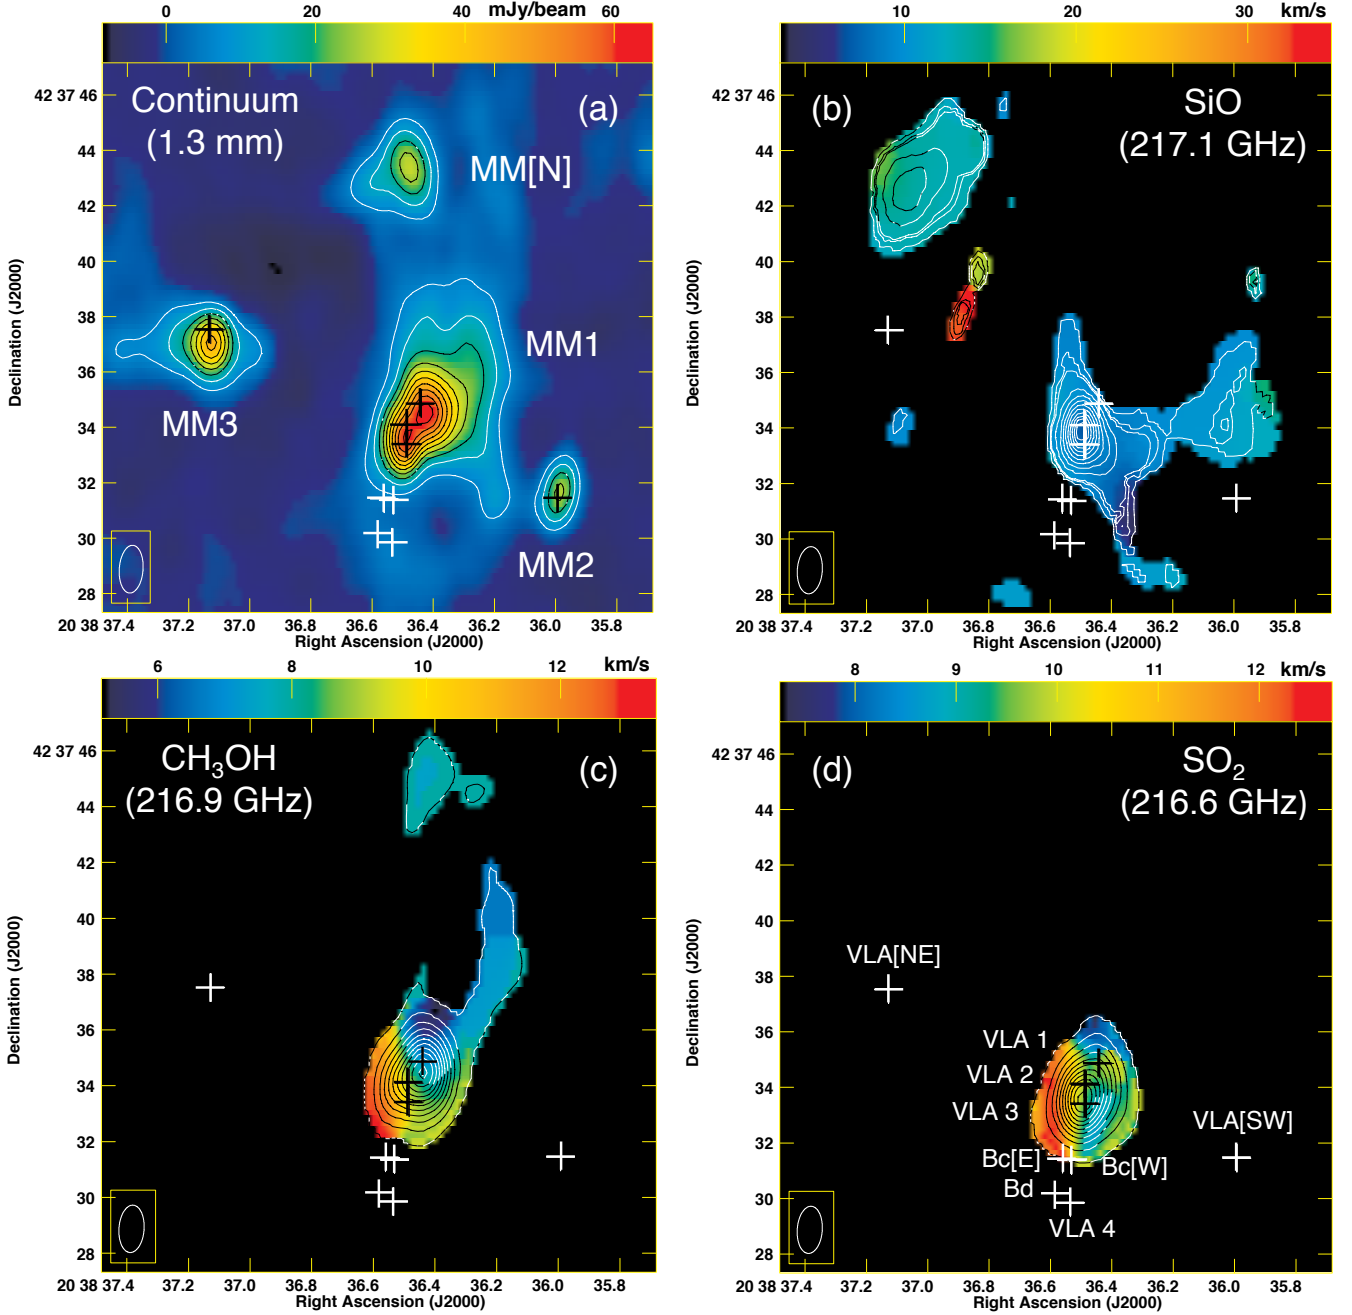 0 20 40 mJy/beam 60
Continuum
(1.3 mm)
(a)
MM[N]
MM1
MM3
MM2
42 37 46
44
42
40
38
36
34
32
30
28
Declination (J2000)
20 38 37.4 37.2 37.0 36.8 36.6 36.4 36.2 36.0 35.8
Right Ascension (J2000)
10 20 30 km/s
(b)
SiO
(217.1 GHz)
42 37 46
44
42
40
38
36
34
32
30
28
Declination (J2000)
20 38 37.4 37.2 37.0 36.8 36.6 36.4 36.2 36.0 35.8
Right Ascension (J2000)
6 8 10 12 km/s
CH₃OH
(216.9 GHz)
(c)
42 37 46
44
42
40
38
36
34
32
30
28
Declination (J2000)
20 38 37.4 37.2 37.0 36.8 36.6 36.4 36.2 36.0 35.8
Right Ascension (J2000)
8 9 10 11 12 km/s
(d)
SO₂
(216.6 GHz)
VLA[NE]
VLA 1
VLA 2
VLA 3
VLA[SW]
Bc[E]
Bc[W]
Bd
VLA 4
42 37 46
44
42
40
38
36
34
32
30
28
Declination (J2000)
20 38 37.4 37.2 37.0 36.8 36.6 36.4 36.2 36.0 35.8
Right Ascension (J2000)